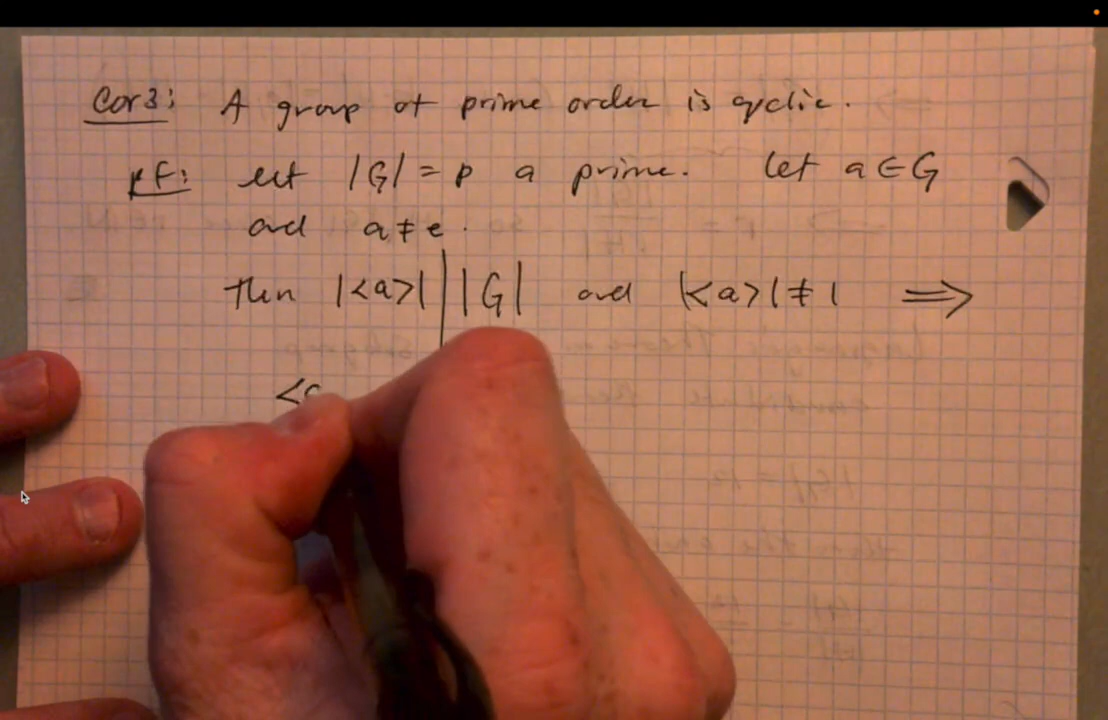 Cor 3: A group of prime order is cyclic.
pf: let |G| = p a prime. Let a ∈ G
and a ≠ e.
Then |<a>| | |G| and |<a>| ≠ 1 ⟹
<a